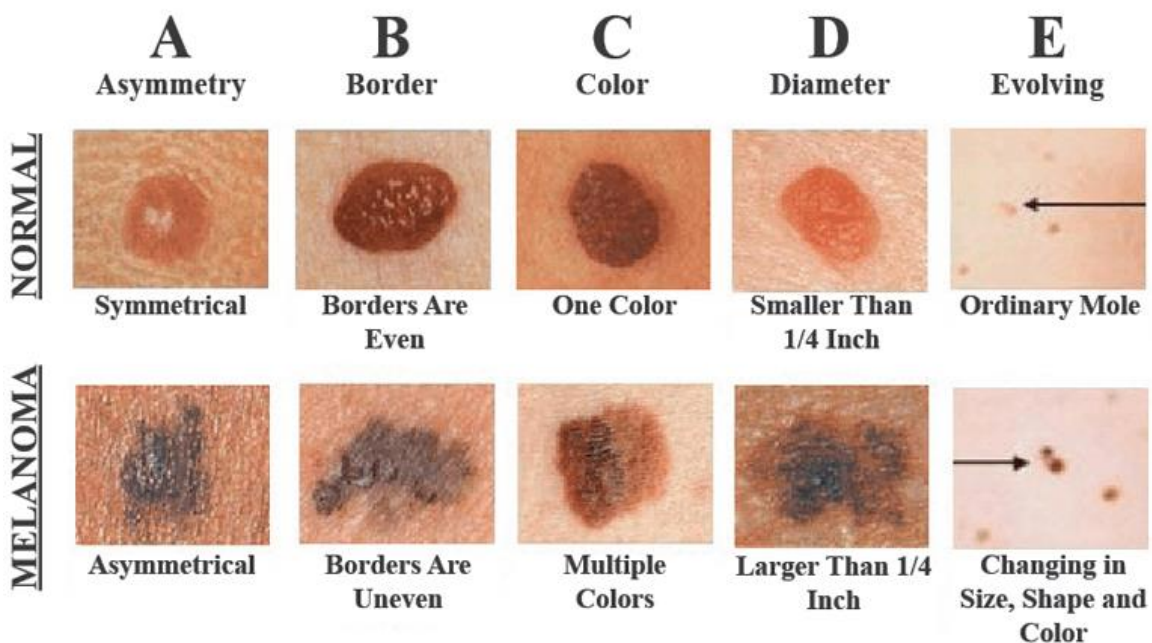 A B C D E
Asymmetry Border Color Diameter Evolving
NORMAL
Symmetrical Borders Are One Color Smaller Than Ordinary Mole
Even 1/4 Inch
MELANOMA
Asymmetrical Borders Are Multiple Larger Than 1/4 Changing in
Uneven Colors Inch Size, Shape and
Color